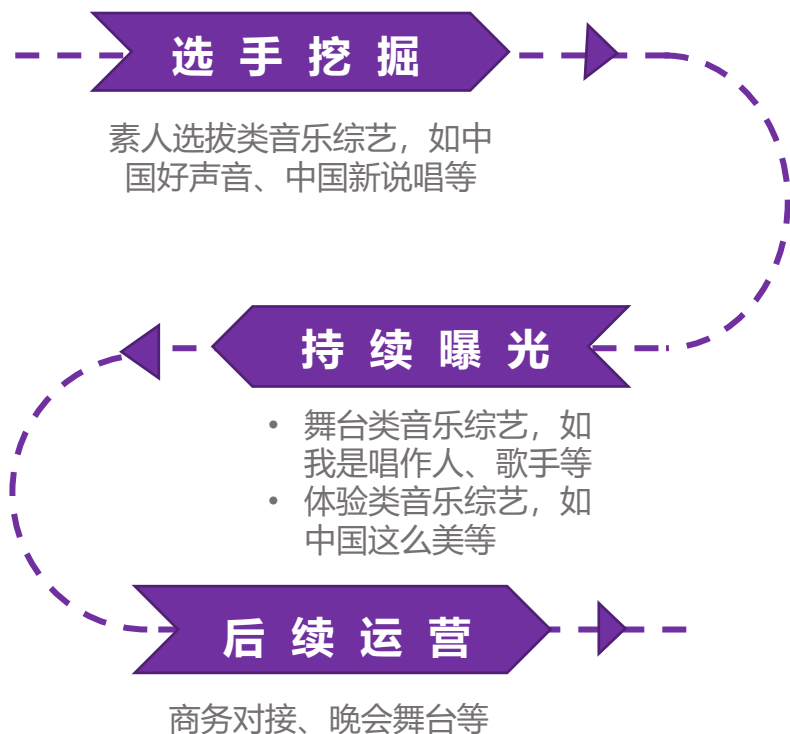 选手挖掘
素人选拔类音乐综艺，如中
国好声音、中国新说唱等
持续曝光
• 舞台类音乐综艺，如
我是唱作人、歌手等
• 体验类音乐综艺，如
中国这么美等
后续运营
商务对接、晚会舞台等